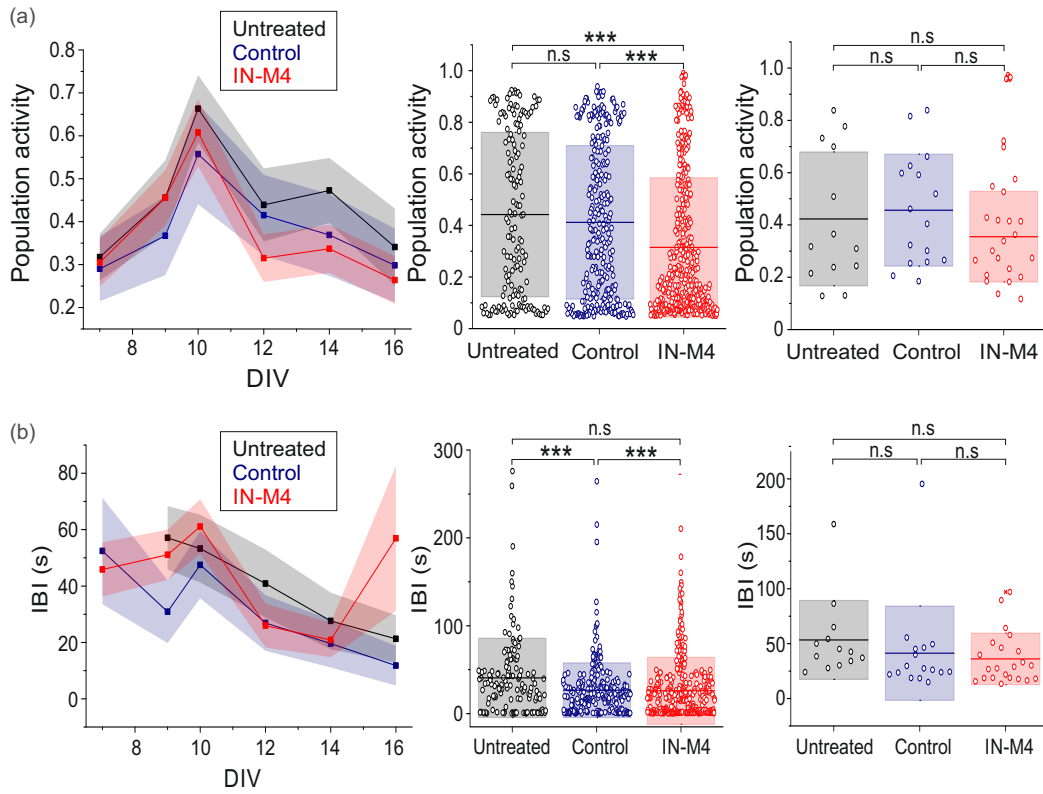 (a)
Untreated
Control
IN-M4
Population activity
0.8
0.7
0.6
0.5
0.4
0.3
0.2
8 10 12 14 16
DIV
***
n.s ***
Population activity
1.0
0.8
0.6
0.4
0.2
0
Untreated Control IN-M4
n.s
n.s n.s
Population activity
1.0
0.8
0.6
0.4
0.2
0
Untreated Control IN-M4
(b)
Untreated
Control
IN-M4
IBI (s)
80
60
40
20
0
8 10 12 14 16
DIV
n.s
*** ***
IBI (s)
300
200
100
0
Untreated Control IN-M4
n.s
n.s n.s
IBI (s)
200
150
100
50
0
Untreated Control IN-M4